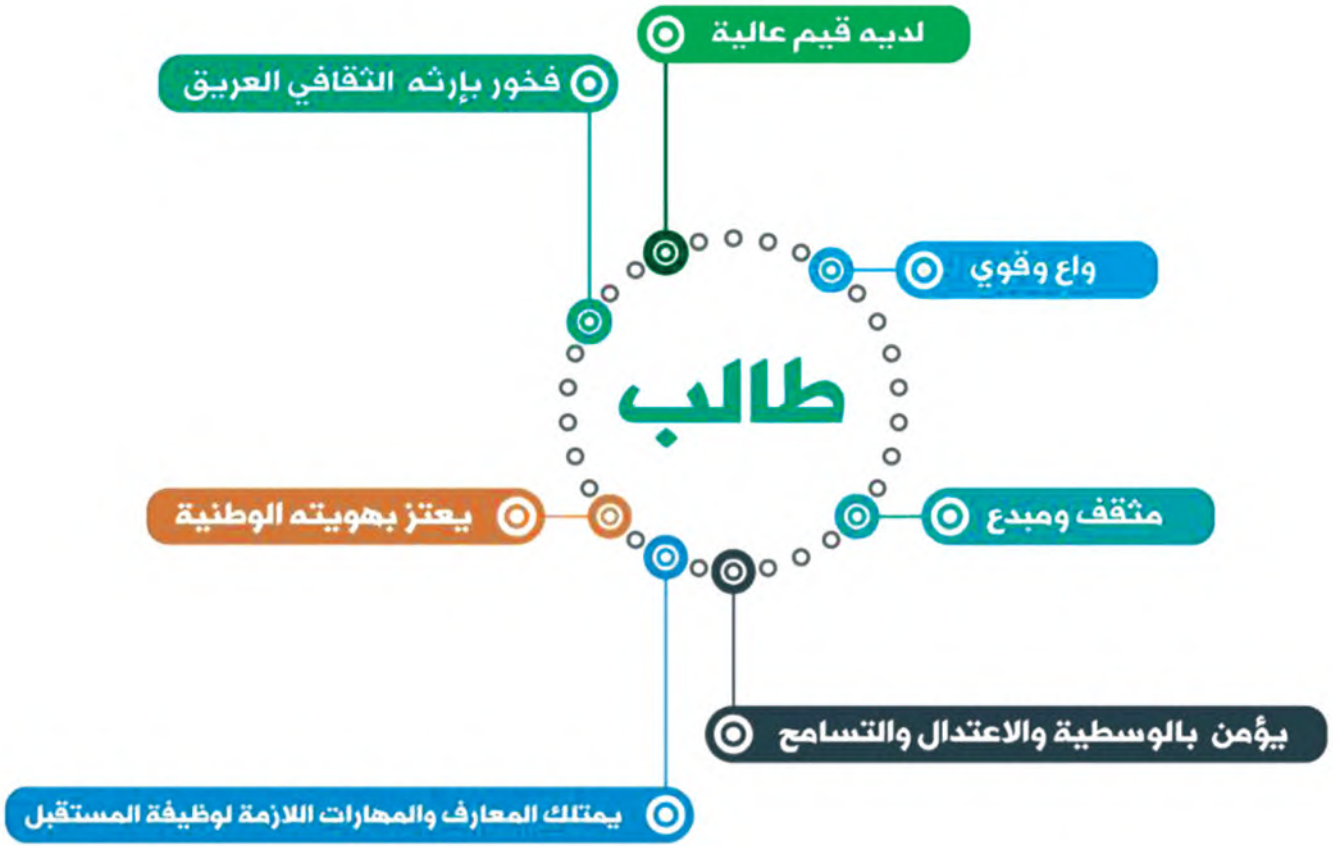 لديه قيم عالية
فخور بإرثه الثقافي العريق
واع وقوي
طالب
يعتز بهويته الوطنية
مثقف ومبدع
يؤمن بالوسطية والاعتدال والتسامح
يمتلك المعارف والمهارات اللازمة لوظيفة المستقبل